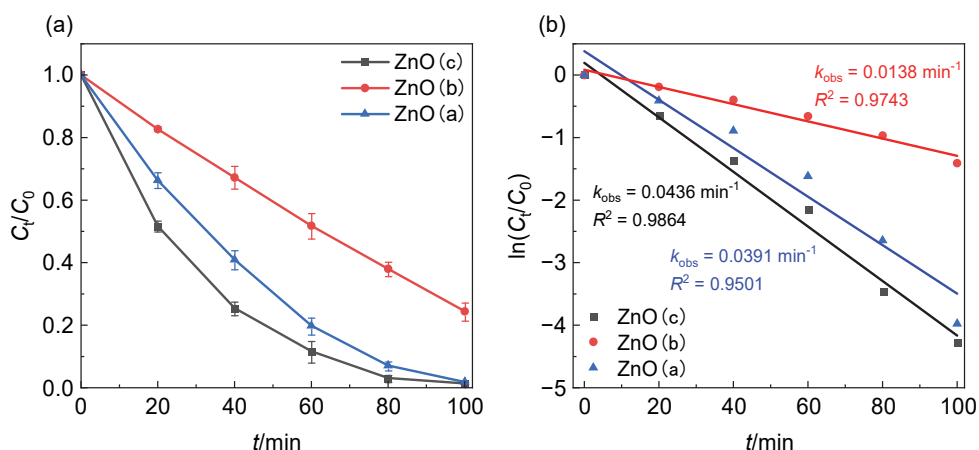 (a)
ZnO (c)
ZnO (b)
ZnO (a)
1.0
0.8
0.6
0.4
0.2
0.0
0
20
40
60
80
100
t/min
Ct/C0
(b)
kobs = 0.0138 min⁻¹
R² = 0.9743
kobs = 0.0436 min⁻¹
R² = 0.9864
kobs = 0.0391 min⁻¹
R² = 0.9501
ZnO (c)
ZnO (b)
ZnO (a)
0
−1
−2
−3
−4
−5
0
20
40
60
80
100
t/min
ln(Ct/C0)